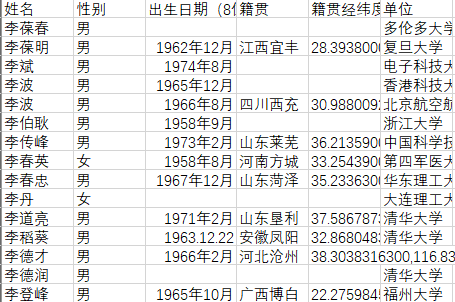 姓名 性别 出生日期（8位 籍贯 籍贯经纬度 单位
李葆春 男 多伦多大学
李葆明 男 1962年12月 江西宜丰 28.3938000 复旦大学
李斌 男 1974年8月 电子科技大
李波 男 1965年12月 香港科技大
李波 男 1966年8月 四川西充 30.9880092 北京航空航
李伯耿 男 1958年9月 浙江大学
李传峰 男 1973年2月 山东莱芜 36.2135900 中国科学技
李春英 女 1958年8月 河南方城 33.2543900 第四军医大
李春忠 男 1967年12月 山东菏泽 35.2336300 华东理工大
李丹 女 大连理工大
李道亮 男 1971年2月 山东垦利 37.5867873 清华大学
李稻葵 男 1963.12.22 安徽凤阳 32.8680483 清华大学
李德才 男 1966年2月 河北沧州 38.3038316300,116.83
李德润 男 清华大学
李登峰 男 1965年10月 广西博白 22.2759845 福州大学